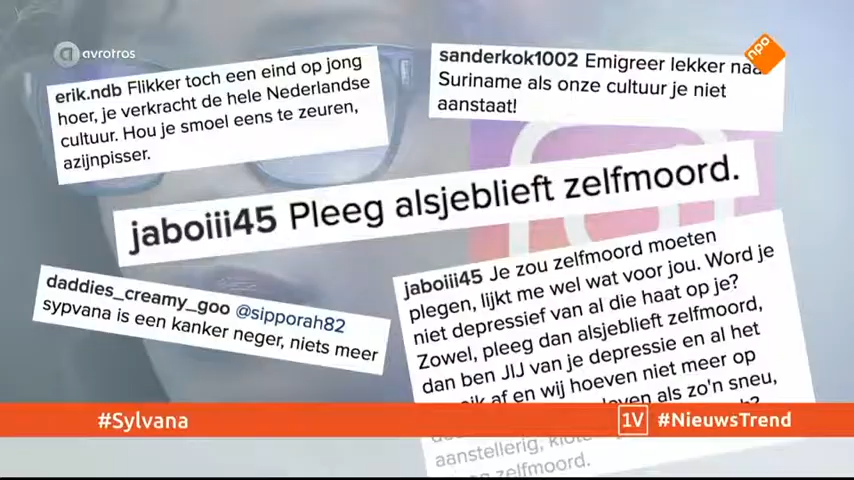 avrotros
npo
erik.ndb Flikker toch een eind op jong
hoer, je verkracht de hele Nederlandse
cultuur. Hou je smoel eens te zeuren,
azijnpisser.
sanderkok1002 Emigreer lekker naa
Suriname als onze cultuur je niet
aanstaat!
jaboiii45 Pleeg alsjeblieft zelfmoord.
daddies_creamy_goo @sipporah82
sypvana is een kanker neger, niets meer
jaboiii45 Je zou zelfmoord moeten
plegen, lijkt me wel wat voor jou. Word je
niet depressief van al die haat op je?
Zowel, pleeg dan alsjeblieft zelfmoord,
dan ben JIJ van je depressie en al het
af en wij hoeven niet meer op
als zo'n sneu,
aanstellerig,
zelfmoord.
#Sylvana
1V #NieuwsTrend